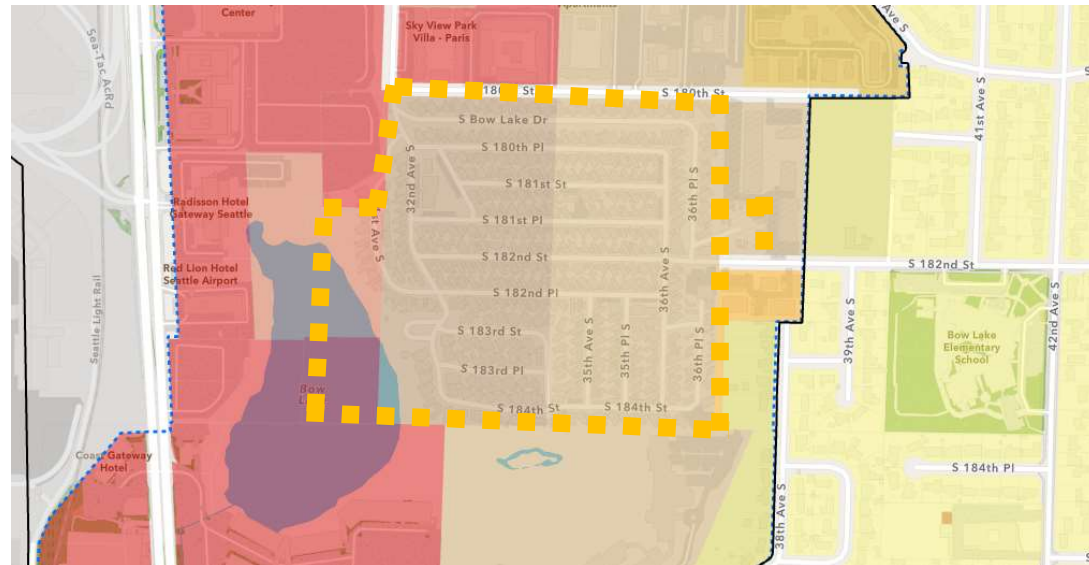 Center
Sea-Tac AcRd
Sky View Park
Villa - Paris
Apartments
Ave S
S 180th St
S Bow Lake Dr
S 180th Pl
32nd Ave S
S 181st St
36th Pl S
41st Ave S
Radisson Hotel
Gateway Seattle
S 181st Pl
Ave S
Red Lion Hotel
Seattle Airport
S 182nd St
36th Ave S
S 182nd St
S 182nd Pl
Seattle Light Rail
S 183rd St
35th Ave S
35th Pl S
36th Pl S
39th Ave S
Bow Lake
Elementary
School
42nd Ave S
S 183rd Pl
Bow
S 184th St
S 184th St
Coast Gateway
Hotel
S 184th Pl
38th Ave S